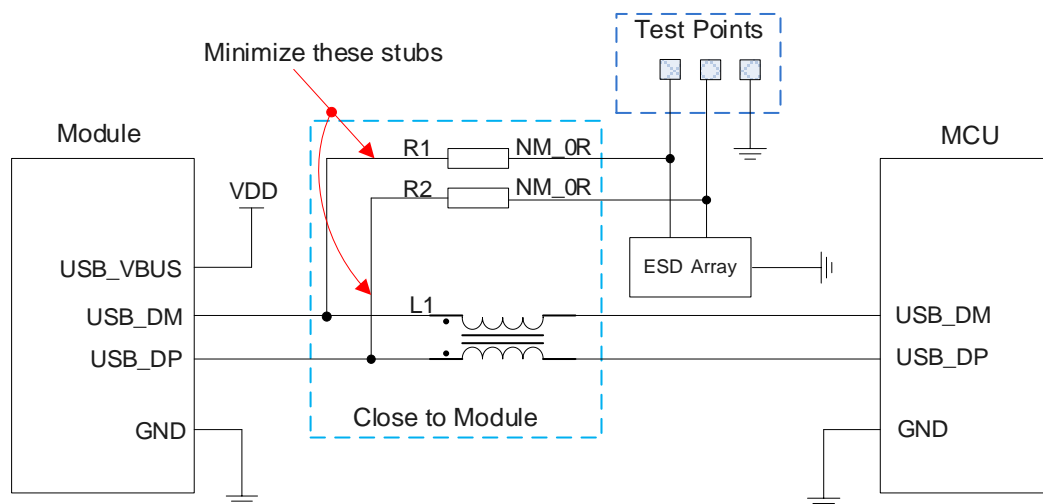 Test Points
Minimize these stubs
Module
MCU
R1
NM_0R
VDD
R2
NM_0R
ESD Array
USB_VBUS
L1
USB_DM
USB_DM
USB_DP
USB_DP
Close to Module
GND
GND